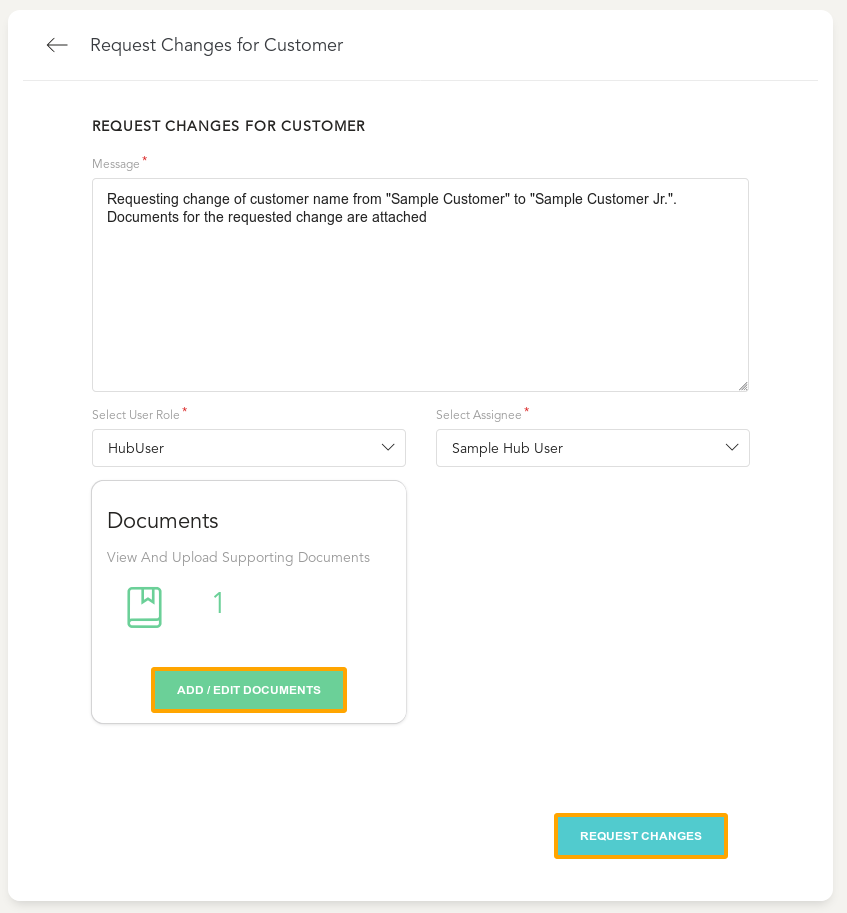 Request Changes for Customer
REQUEST CHANGES FOR CUSTOMER
Message *
Requesting change of customer name from "Sample Customer" to "Sample Customer Jr.".
Documents for the requested change are attached
Select User Role *
Select Assignee *
HubUser
Sample Hub User
Documents
View And Upload Supporting Documents
1
ADD / EDIT DOCUMENTS
REQUEST CHANGES